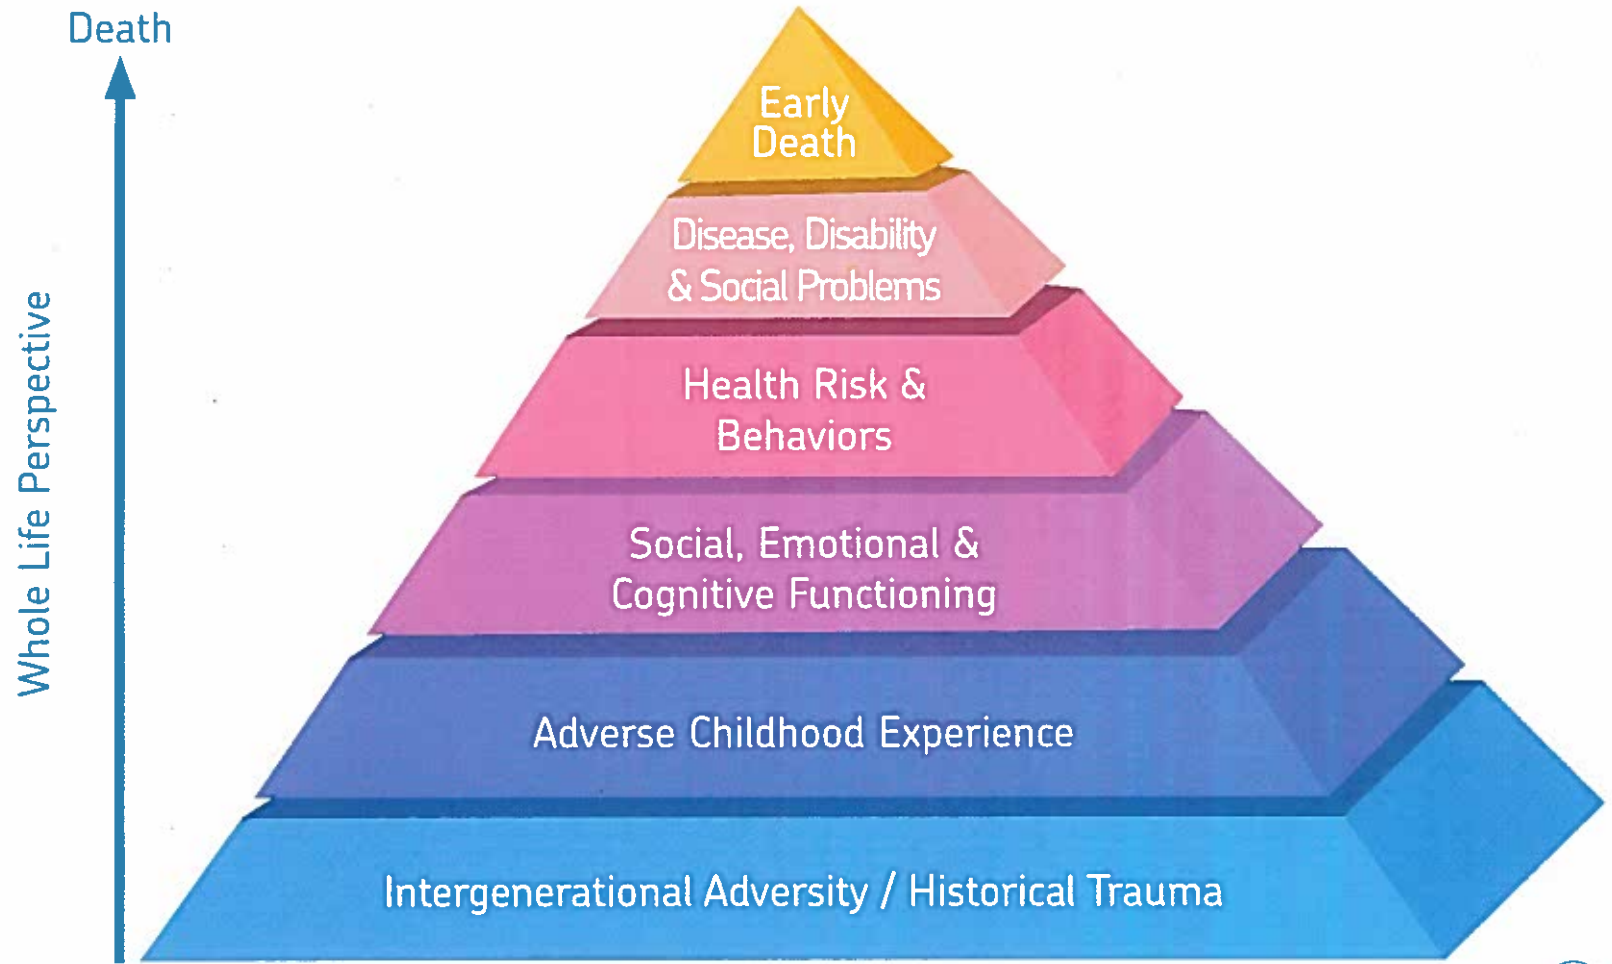 Death
Whole Life Perspective
Early
Death
Disease, Disability
& Social Problems
Health Risk &
Behaviors
Social, Emotional &
Cognitive Functioning
Adverse Childhood Experience
Intergenerational Adversity / Historical Trauma